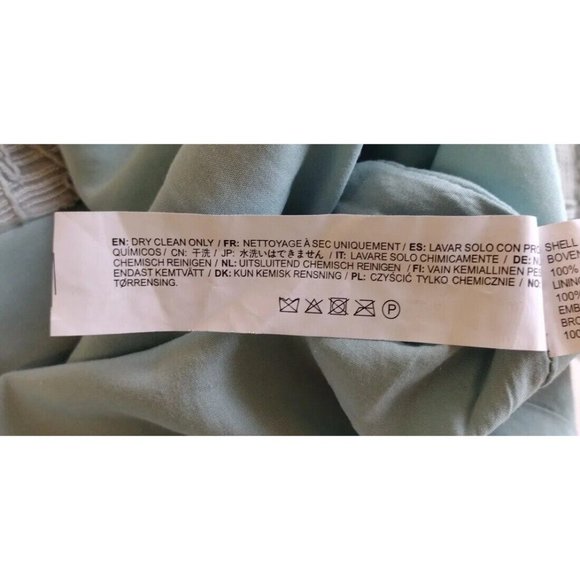 EN: DRY CLEAN ONLY / FR: NETTOYAGE À SEC UNIQUEMENT / ES: LAVAR SOLO CON PRO
QUÍMICOS / CN: 干洗 / JP: 水洗いはできません / IT: LAVARE SOLO CHIMICAMENTE / DE: N
CHEMISCH REINIGEN / NL: UITSLUITEND CHEMISCH REINIGEN / FI: VAIN KEMIALLINEN PES
ENDAST KEMTVÄTT / DK: KUN KEMISK RENSNING / PL: CZYŚCIĆ TYLKO CHEMICZNIE / NO:
TØRRENSING.
P
SHELL
BOVEN
100%
LINING
100%
EMB
BRO
100